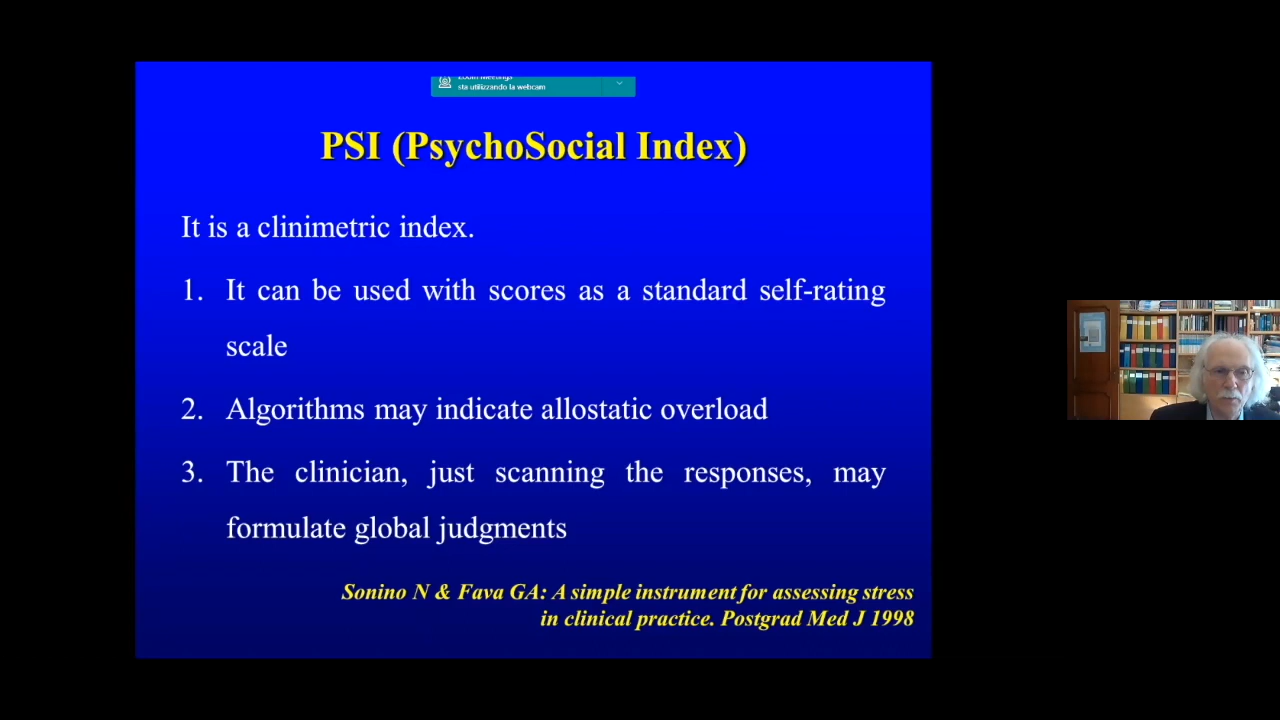 Zoom Meetings
sta utilizzando la webcam
PSI (PsychoSocial Index)
It is a clinimetric index.
1. It can be used with scores as a standard self-rating
scale
2. Algorithms may indicate allostatic overload
3. The clinician, just scanning the responses, may
formulate global judgments
Sonino N & Fava GA: A simple instrument for assessing stress
in clinical practice. Postgrad Med J 1998